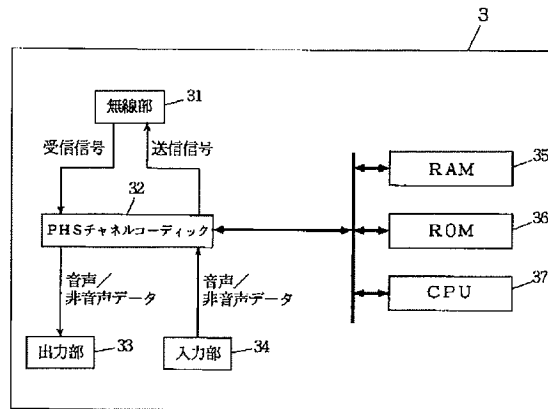 3
無線部
31
受信信号
送信信号
32
PHSチャネルコーディック
RAM
35
ROM
36
CPU
37
音声/
非音声データ
音声/
非音声データ
出力部
33
入力部
34